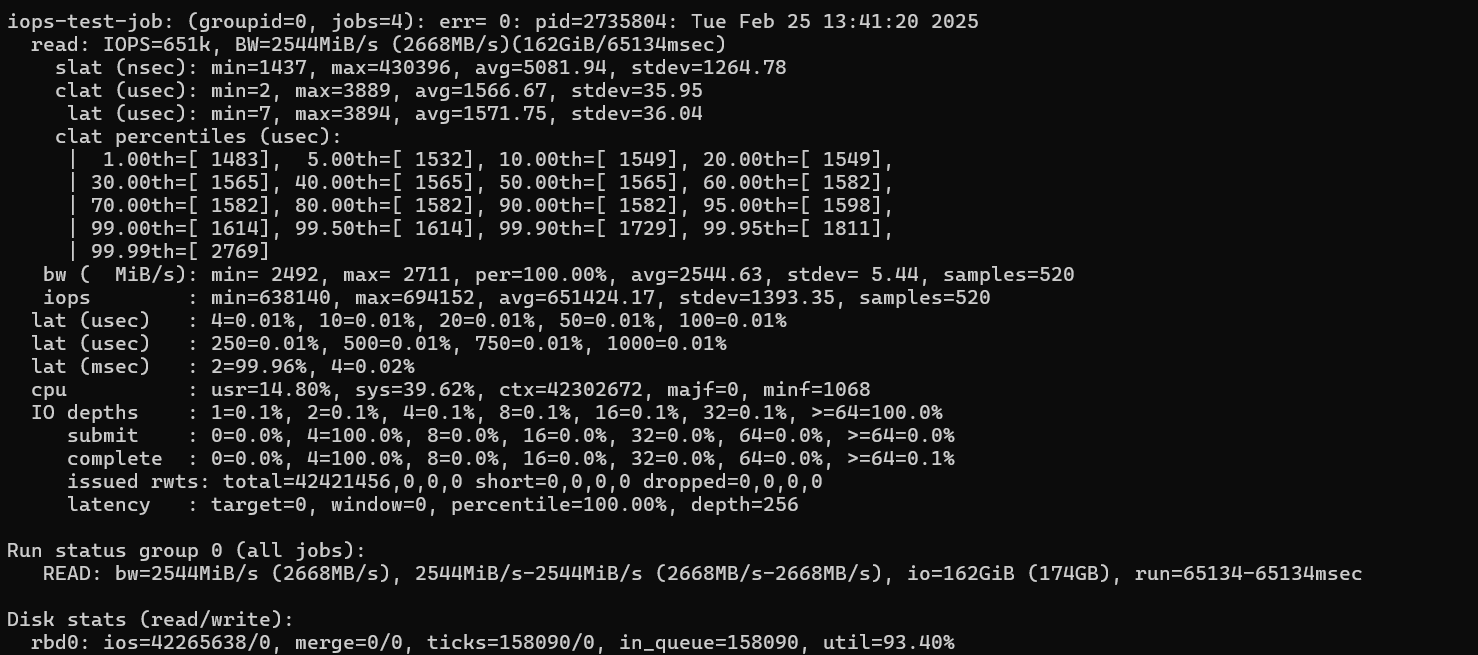 iops-test-job: (groupid=0, jobs=4): err= 0: pid=2735804: Tue Feb 25 13:41:20 2025
  read: IOPS=651k, BW=2544MiB/s (2668MB/s)(162GiB/65134msec)
    slat (nsec): min=1437, max=430396, avg=5081.94, stdev=1264.78
    clat (usec): min=2, max=3889, avg=1566.67, stdev=35.95
     lat (usec): min=7, max=3894, avg=1571.75, stdev=36.04
    clat percentiles (usec):
     |  1.00th=[ 1483],  5.00th=[ 1532], 10.00th=[ 1549], 20.00th=[ 1549],
     | 30.00th=[ 1565], 40.00th=[ 1565], 50.00th=[ 1565], 60.00th=[ 1582],
     | 70.00th=[ 1582], 80.00th=[ 1582], 90.00th=[ 1582], 95.00th=[ 1598],
     | 99.00th=[ 1614], 99.50th=[ 1614], 99.90th=[ 1729], 99.95th=[ 1811],
     | 99.99th=[ 2769]
   bw (  MiB/s): min= 2492, max= 2711, per=100.00%, avg=2544.63, stdev= 5.44, samples=520
   iops        : min=638140, max=694152, avg=651424.17, stdev=1393.35, samples=520
  lat (usec)   : 4=0.01%, 10=0.01%, 20=0.01%, 50=0.01%, 100=0.01%
  lat (usec)   : 250=0.01%, 500=0.01%, 750=0.01%, 1000=0.01%
  lat (msec)   : 2=99.96%, 4=0.02%
  cpu          : usr=14.80%, sys=39.62%, ctx=42302672, majf=0, minf=1068
  IO depths    : 1=0.1%, 2=0.1%, 4=0.1%, 8=0.1%, 16=0.1%, 32=0.1%, >=64=100.0%
     submit    : 0=0.0%, 4=100.0%, 8=0.0%, 16=0.0%, 32=0.0%, 64=0.0%, >=64=0.0%
     complete  : 0=0.0%, 4=100.0%, 8=0.0%, 16=0.0%, 32=0.0%, 64=0.0%, >=64=0.1%
     issued rwts: total=42421456,0,0,0 short=0,0,0,0 dropped=0,0,0,0
     latency   : target=0, window=0, percentile=100.00%, depth=256

Run status group 0 (all jobs):
   READ: bw=2544MiB/s (2668MB/s), 2544MiB/s-2544MiB/s (2668MB/s-2668MB/s), io=162GiB (174GB), run=65134-65134msec

Disk stats (read/write):
  rbd0: ios=42265638/0, merge=0/0, ticks=158090/0, in_queue=158090, util=93.40%